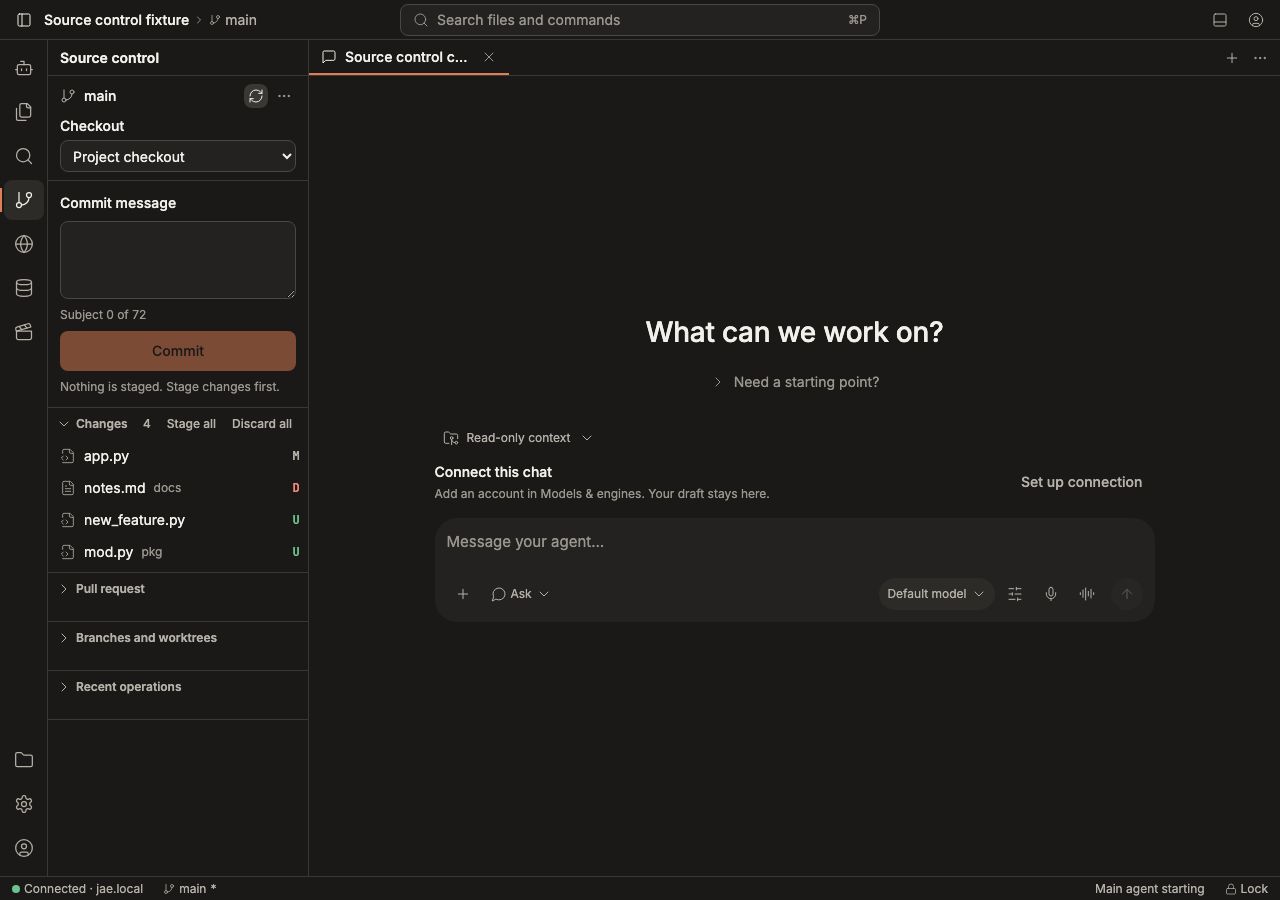 Source control fixture
main
Search files and commands
⌘P
Source control
Source control c...
main
Checkout
Project checkout
Commit message
Subject 0 of 72
Commit
Nothing is staged. Stage changes first.
Changes 4 Stage all Discard all
app.py M
notes.md docs D
new_feature.py U
mod.py pkg U
Pull request
Branches and worktrees
Recent operations
What can we work on?
Need a starting point?
Read-only context
Connect this chat
Add an account in Models & engines. Your draft stays here.
Set up connection
Message your agent...
Ask
Default model
Connected · jae.local
main *
Main agent starting
Lock